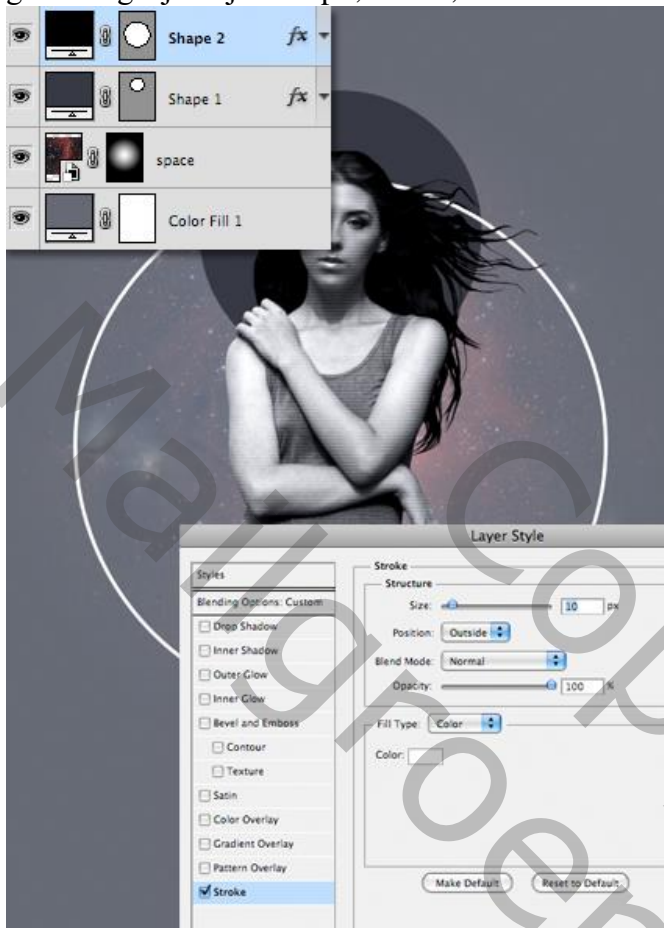 Shape 2 fx
Shape 1 fx
space
Color Fill 1
Layer Style
Styles
Blending Options: Custom
Drop Shadow
Inner Shadow
Outer Glow
Inner Glow
Bevel and Emboss
Contour
Texture
Satin
Color Overlay
Gradient Overlay
Pattern Overlay
Stroke
Stroke
Structure
Size: 10 px
Position: Outside
Blend Mode: Normal
Opacity: 100 %
Fill Type: Color
Color:
Make Default Reset to Default